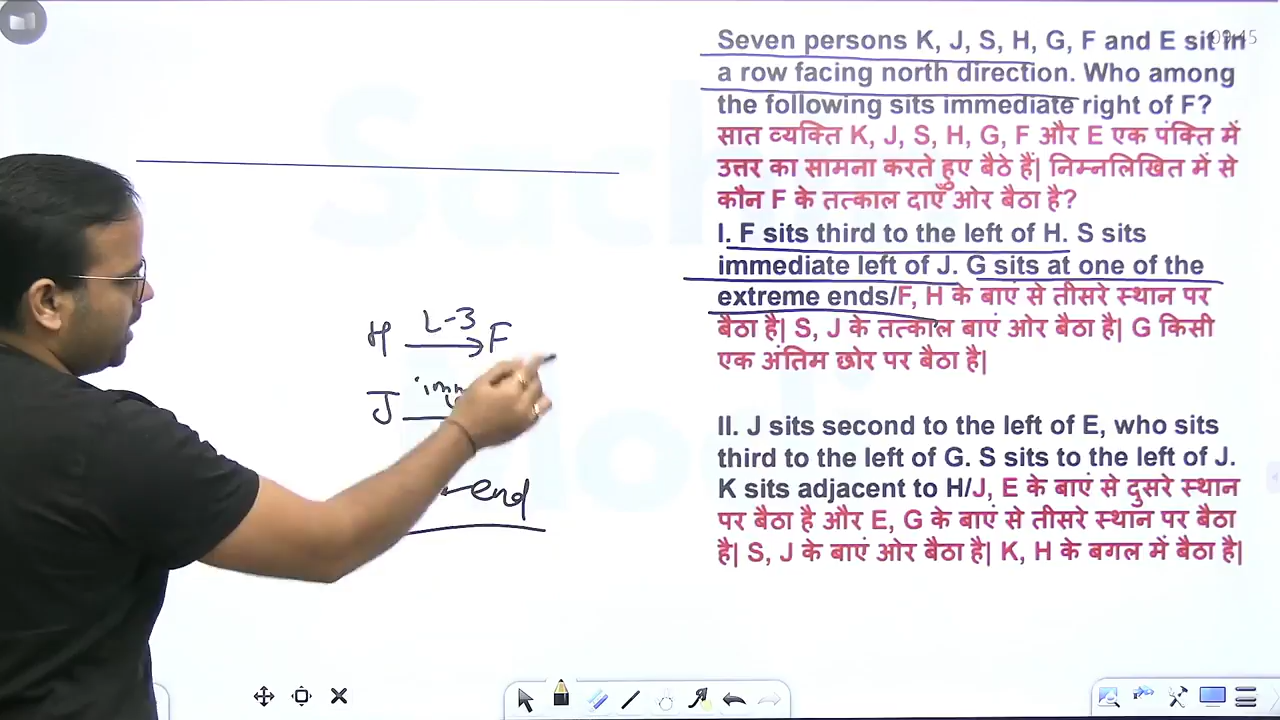 Seven persons K, J, S, H, G, F and E sit in
a row facing north direction. Who among
the following sits immediate right of F?
सात व्यक्ति K, J, S, H, G, F और E एक पंक्ति में
उत्तर का सामना करते हुए बैठे हैं| निम्नलिखित में से
कौन F के तत्काल दाएँ ओर बैठा है?
I. F sits third to the left of H. S sits
immediate left of J. G sits at one of the
extreme ends/F, H के बाएं से तीसरे स्थान पर
बैठा है| S, J के तत्काल बाएं ओर बैठा है| G किसी
एक अंतिम छोर पर बैठा है|
II. J sits second to the left of E, who sits
third to the left of G. S sits to the left of J.
K sits adjacent to H/J, E के बाएं से दुसरे स्थान
पर बैठा है और E, G के बाएं से तीसरे स्थान पर बैठा
है| S, J के बाएं ओर बैठा है| K, H के बगल में बैठा है|
H L-3 F
J
end